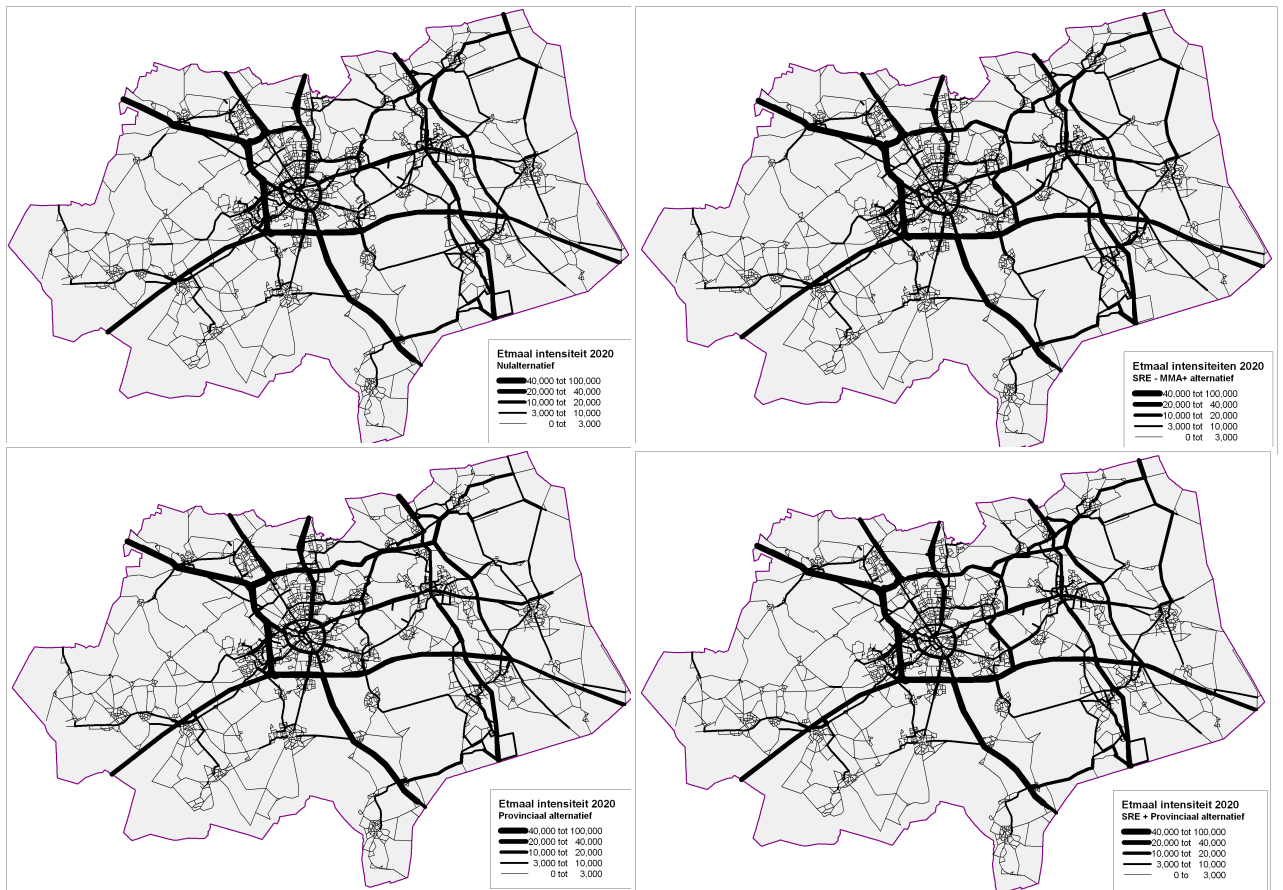 Etmaal intensiteit 2020
Nulalternatief
40,000 tot 100,000
20,000 tot 40,000
10,000 tot 20,000
3,000 tot 10,000
0 tot 3,000
Etmaal intensiteiten 2020
SRE - MMA+ alternatief
40,000 tot 100,000
20,000 tot 40,000
10,000 tot 20,000
3,000 tot 10,000
0 tot 3,000
Etmaal intensiteit 2020
Provinciaal alternatief
40,000 tot 100,000
20,000 tot 40,000
10,000 tot 20,000
3,000 tot 10,000
0 tot 3,000
Etmaal intensiteit 2020
SRE + Provinciaal alternatief
40,000 tot 100,000
20,000 tot 40,000
10,000 tot 20,000
3,000 tot 10,000
0 to 3,000